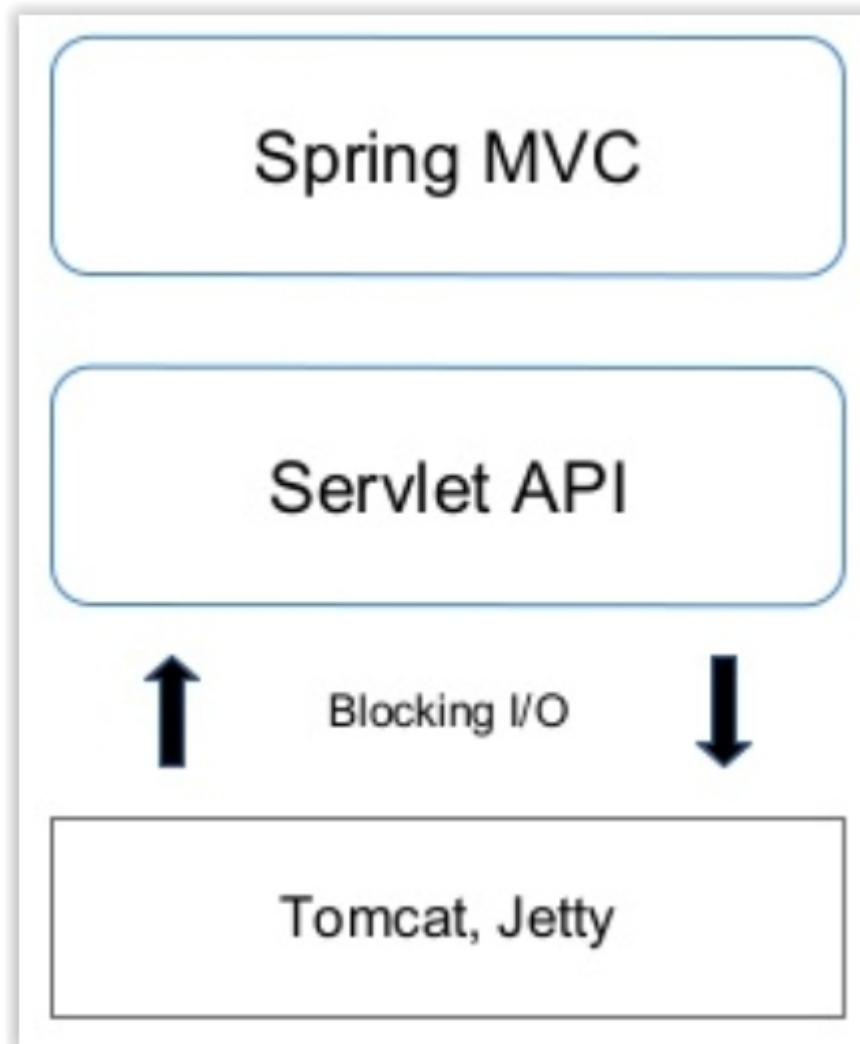 Spring MVC
Servlet API
Blocking I/O
Tomcat, Jetty